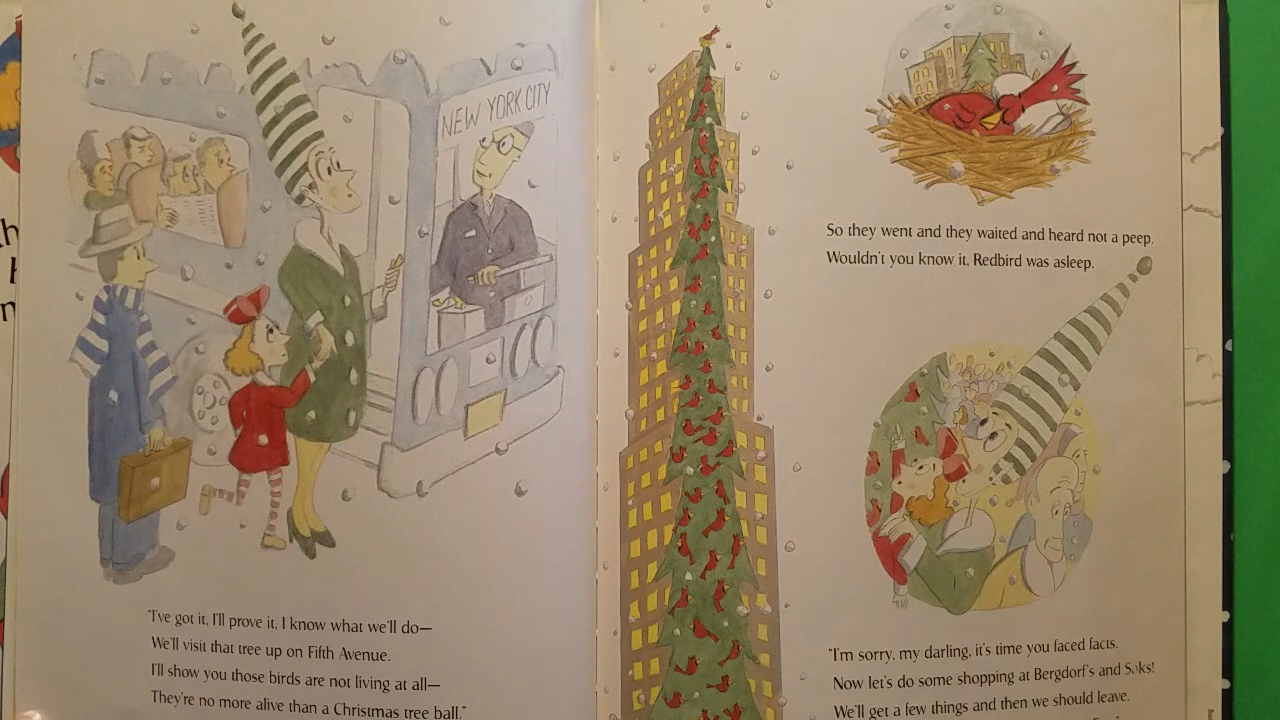 NEW YORK CITY
"I've got it, I'll prove it, I know what we'll do—
We'll visit that tree up on Fifth Avenue.
I'll show you those birds are not living at all—
They're no more alive than a Christmas tree ball."
So they went and they waited and heard not a peep.
Wouldn't you know it, Redbird was asleep.
"I'm sorry, my darling, it's time you faced facts.
Now let's do some shopping at Bergdorf's and Saks!
We'll get a few things and then we should leave.